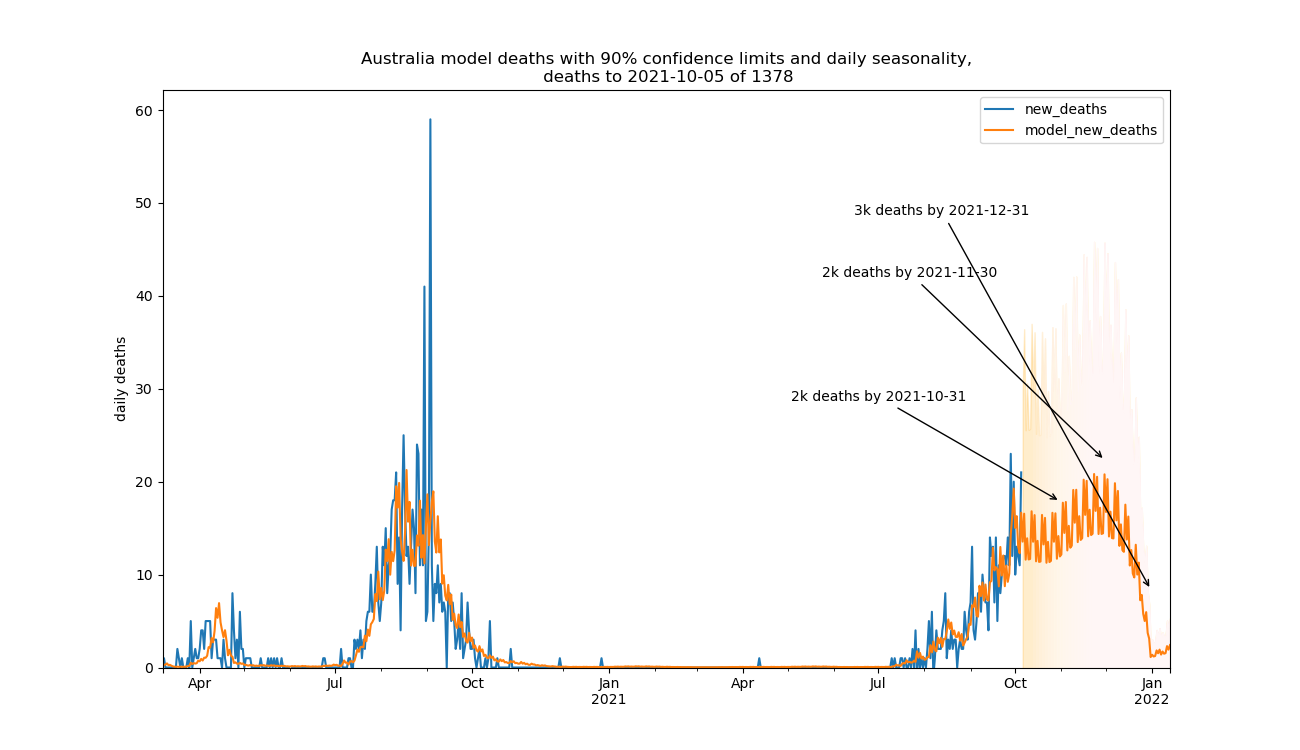 Australia model deaths with 90% confidence limits and daily seasonality,
deaths to 2021-10-05 of 1378
new_deaths
model_new_deaths
3k deaths by 2021-12-31
2k deaths by 2021-11-30
2k deaths by 2021-10-31
daily deaths
60
50
40
30
20
10
0
Apr
Jul
Oct
Jan
2021
Apr
Jul
Oct
Jan
2022